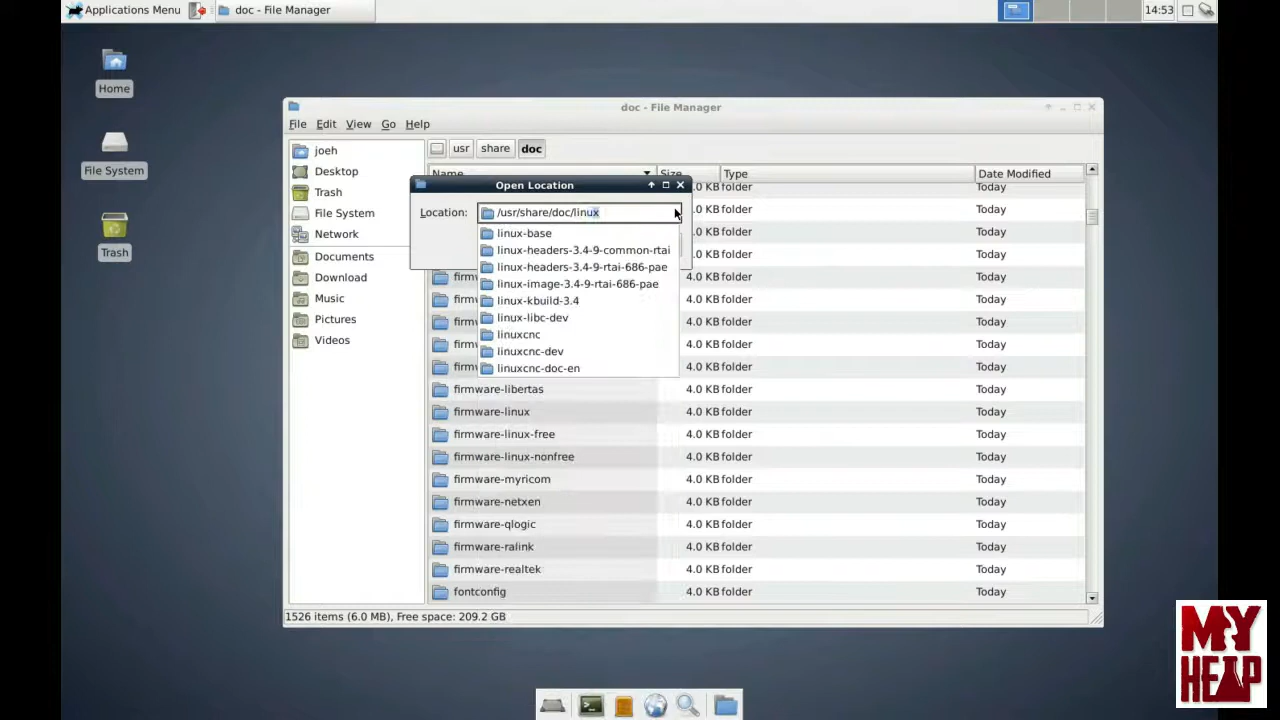 Applications Menu
doc - File Manager
14:53
Home
File System
Trash
doc - File Manager
File Edit View Go Help
joeh
Desktop
Trash
File System
Network
Documents
Download
Music
Pictures
Videos
usr share doc
Name Size Type Date Modified
4.0 KB folder Today
4.0 KB folder Today
4.0 KB folder Today
4.0 KB folder Today
firm 4.0 KB folder Today
firm 4.0 KB folder Today
firm 4.0 KB folder Today
firm 4.0 KB folder Today
firm 4.0 KB folder Today
firmware-libertas 4.0 KB folder Today
firmware-linux 4.0 KB folder Today
firmware-linux-free 4.0 KB folder Today
firmware-linux-nonfree 4.0 KB folder Today
firmware-myricom 4.0 KB folder Today
firmware-netxen 4.0 KB folder Today
firmware-qlogic 4.0 KB folder Today
firmware-ralink 4.0 KB folder Today
firmware-realtek 4.0 KB folder Today
fontconfig 4.0 KB folder Today
1526 items (6.0 MB), Free space: 209.2 GB
Open Location
Location: /usr/share/doc/linux
linux-base
linux-headers-3.4-9-common-rtai
linux-headers-3.4-9-rtai-686-pae
linux-image-3.4-9-rtai-686-pae
linux-kbuild-3.4
linux-libc-dev
linuxcnc
linuxcnc-dev
linuxcnc-doc-en
MY
HEAP